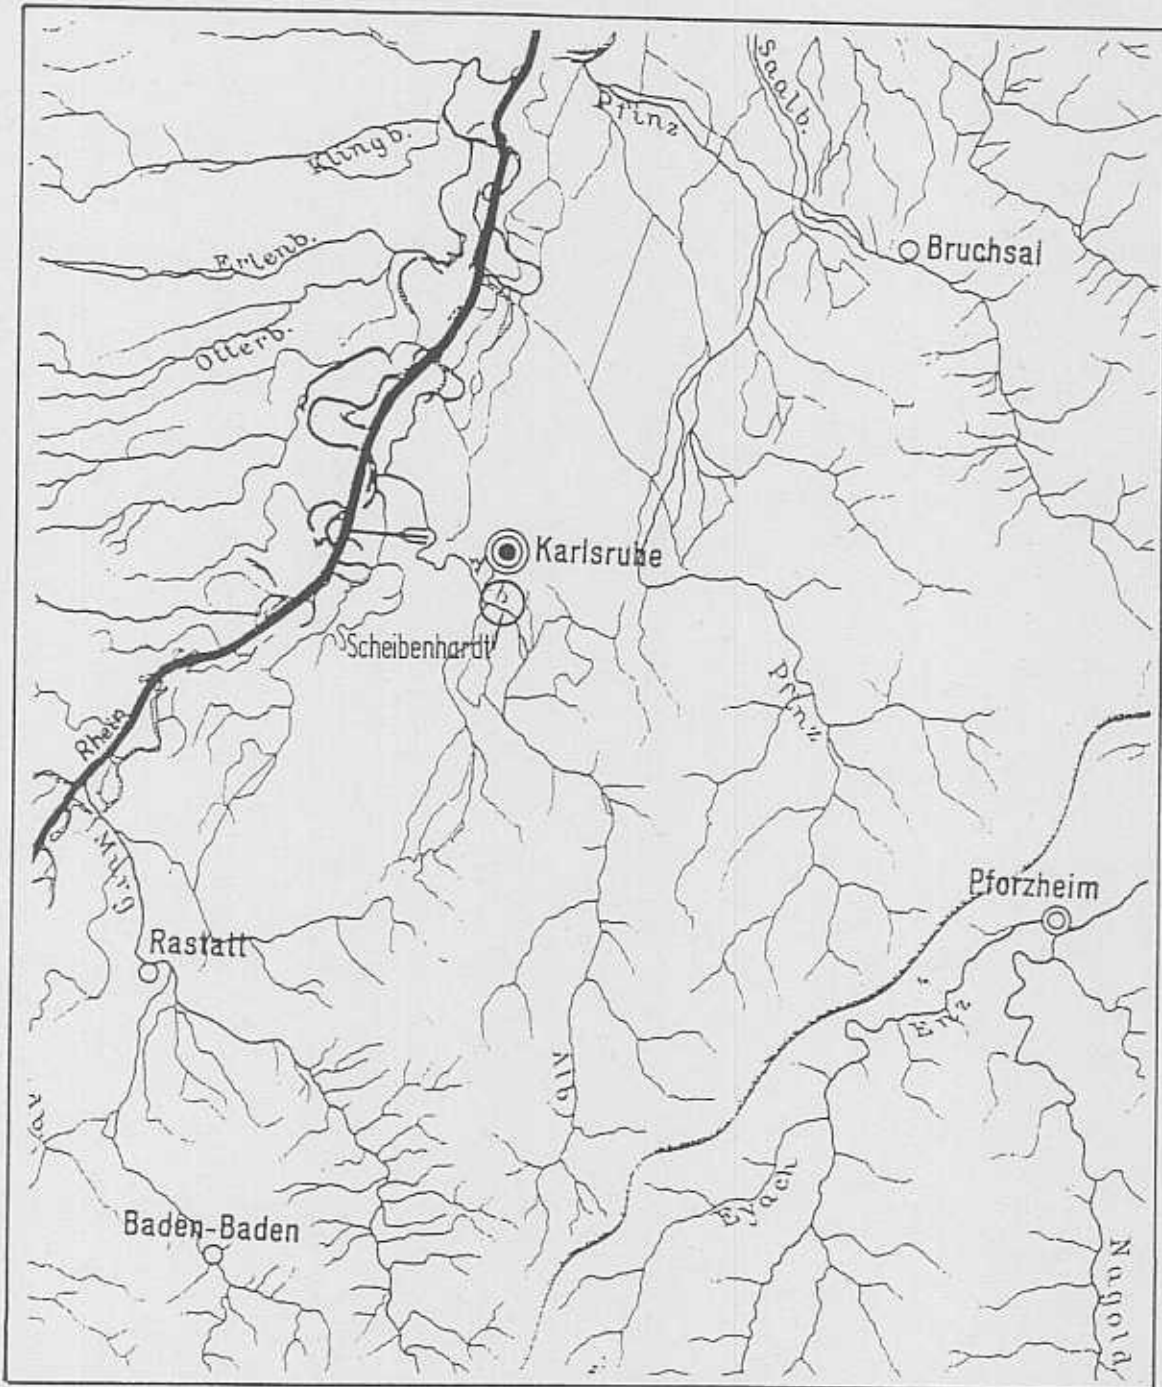 Saalb.
Pfinz
Klingb.
Bruchsal
Erlenb.
Otterb.
Karlsruhe
Scheibenhardt
Pfinz
Rhein
Murg
Pforzheim
Rastatt
Enz
Alb
Eyach
Baden-Baden
Nagold